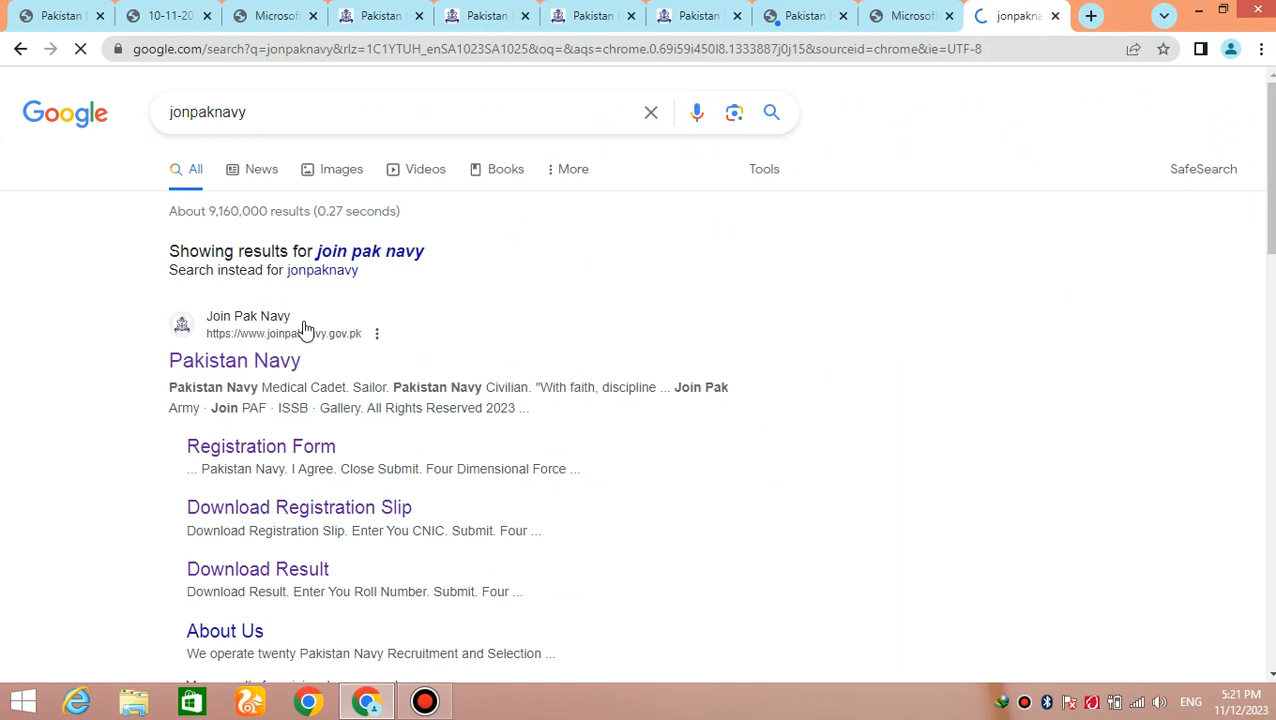 Pakistan
10-11-20
Microsoft
Pakistan
Pakistan
Pakistan
Pakistan
Pakistan
Microsoft
jonpakna
google.com/search?q=jonpaknavy&rlz=1C1YTUH_enSA1023SA1025&oq=&aqs=chrome.0.69i59i450l8.1333887j0j15&sourceid=chrome&ie=UTF-8
Google
jonpaknavy
All
News
Images
Videos
Books
More
Tools
SafeSearch
About 9,160,000 results (0.27 seconds)
Showing results for join pak navy
Search instead for jonpaknavy
Join Pak Navy
https://www.joinpaknavy.gov.pk
Pakistan Navy
Pakistan Navy Medical Cadet. Sailor. Pakistan Navy Civilian. "With faith, discipline ... Join Pak
Army · Join PAF · ISSB · Gallery. All Rights Reserved 2023 ...
Registration Form
... Pakistan Navy. I Agree. Close Submit. Four Dimensional Force ...
Download Registration Slip
Download Registration Slip. Enter You CNIC. Submit. Four ...
Download Result
Download Result. Enter You Roll Number. Submit. Four ...
About Us
We operate twenty Pakistan Navy Recruitment and Selection ...
ENG
5:21 PM
11/12/2023